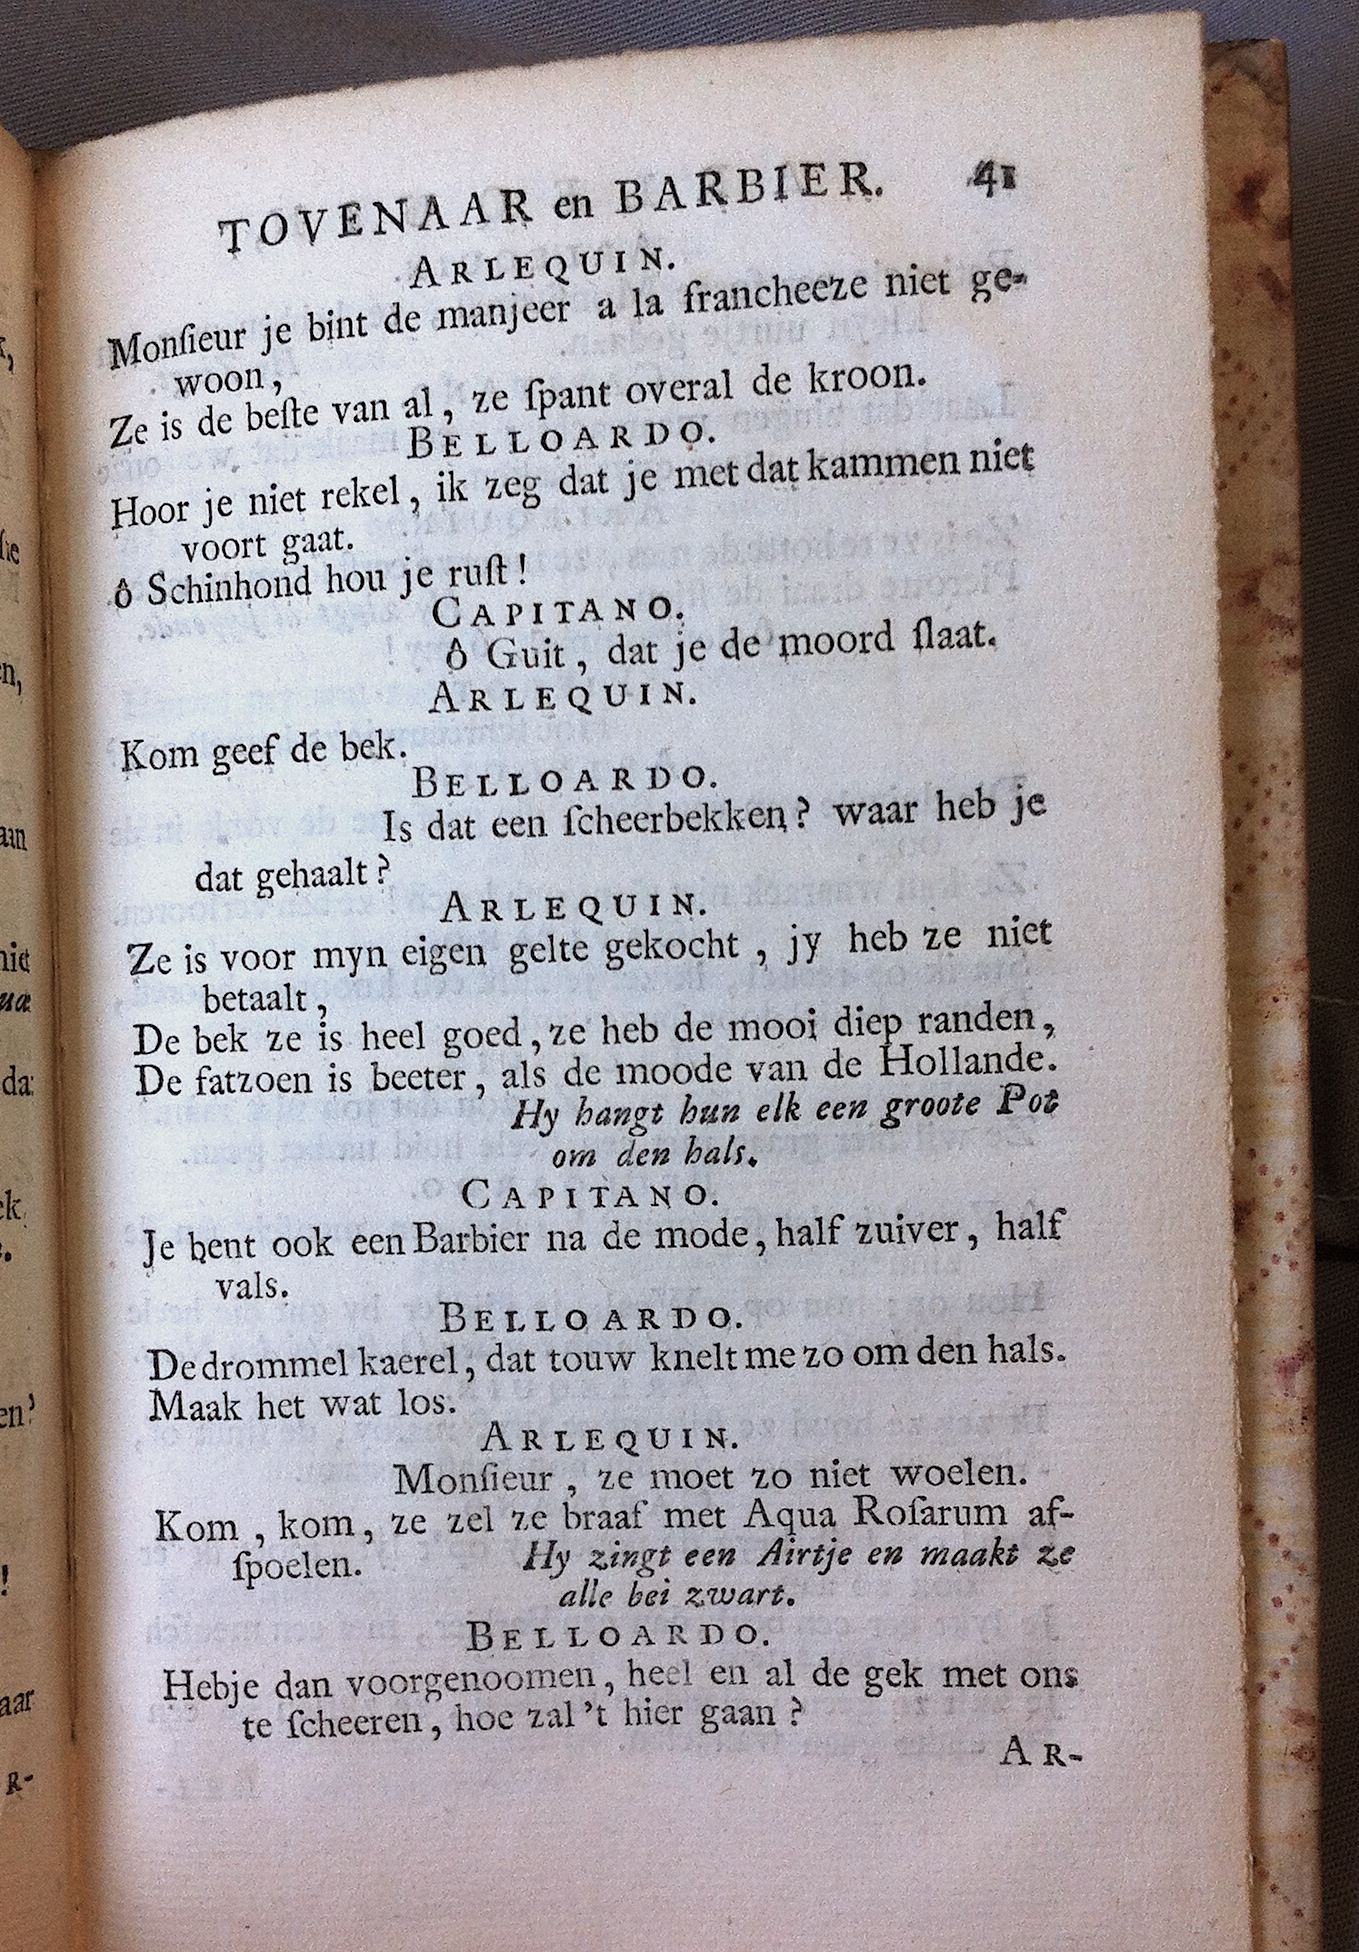 TOVENAAR en BARBIER. 41
ARLEQUIN.
Monſieur je bint de manjeer a la francheeze niet ge-
woon,
Ze is de beſte van al, ze ſpant overal de kroon.
BELLOARDO.
Hoor je niet rekel, ik zeg dat je met dat kammen niet
voort gaat.
ô Schinhond hou je ruſt!
CAPITANO.
ô Guit, dat je de moord ſlaat.
ARLEQUIN.
Kom geef de bek.
BELLOARDO.
Is dat een ſcheerbekken? waar heb je
dat gehaalt?
ARLEQUIN.
Ze is voor myn eigen gelte gekocht, jy heb ze niet
betaalt,
De bek ze is heel goed, ze heb de mooi diep randen,
De fatzoen is beeter, als de moode van de Hollande.
Hy hangt hun elk een groote Pot
om den hals.
CAPITANO.
Je bent ook een Barbier na de mode, half zuiver, half
vals.
BELLOARDO.
De drommel kaerel, dat touw knelt me zo om den hals.
Maak het wat los.
ARLEQUIN.
Monſieur, ze moet zo niet woelen.
Kom, kom, ze zel ze braaf met Aqua Roſarum af-
ſpoelen. Hy zingt een Airtje en maakt ze
alle bei zwart.
BELLOARDO.
Hebje dan voorgenoomen, heel en al de gek met ons
te ſcheeren, hoe zal 't hier gaan?
AR-